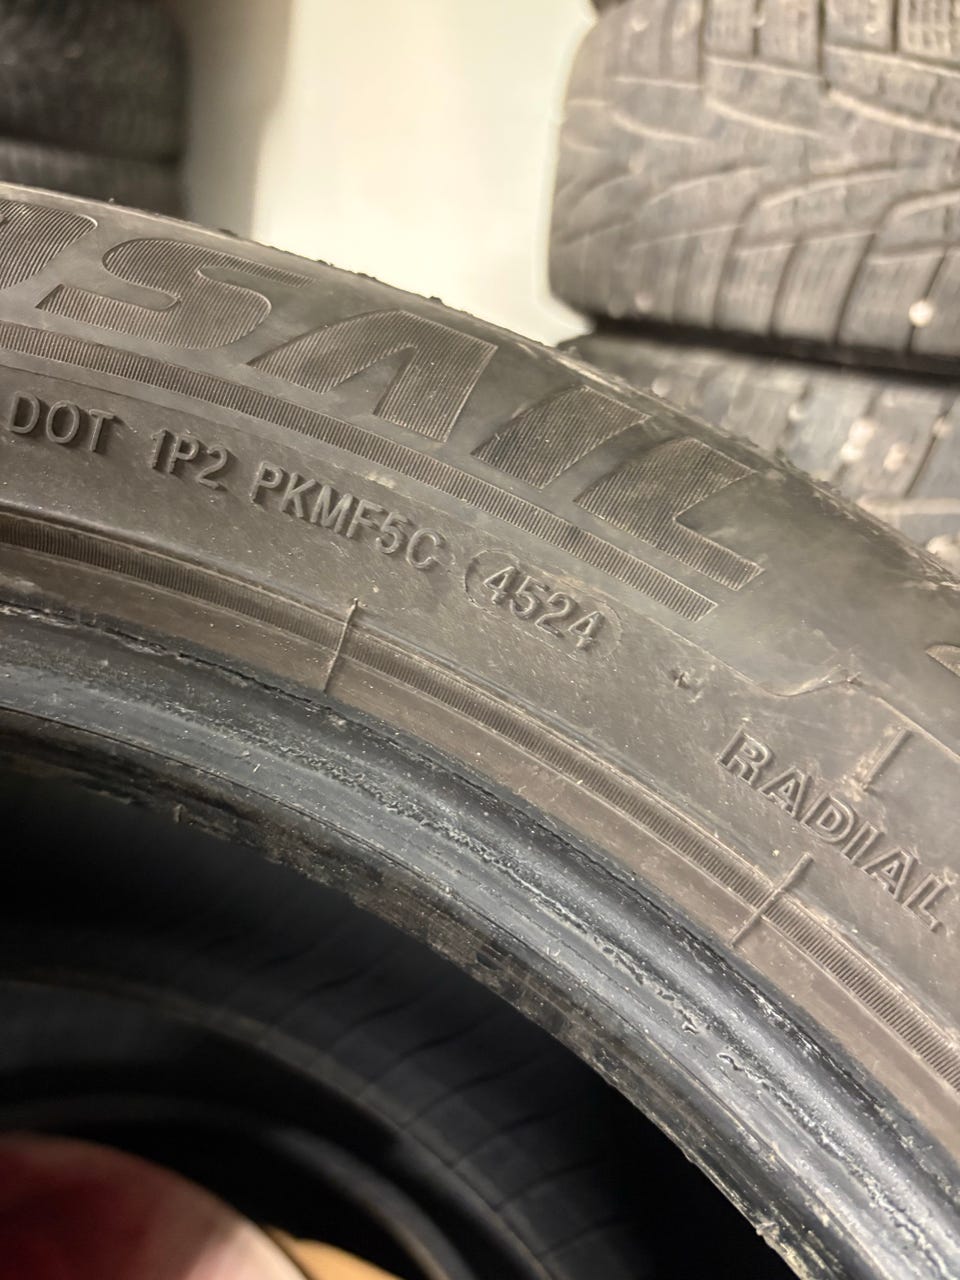 SAIL
DOT 1P2 PKMF5C 4524
RADIAL